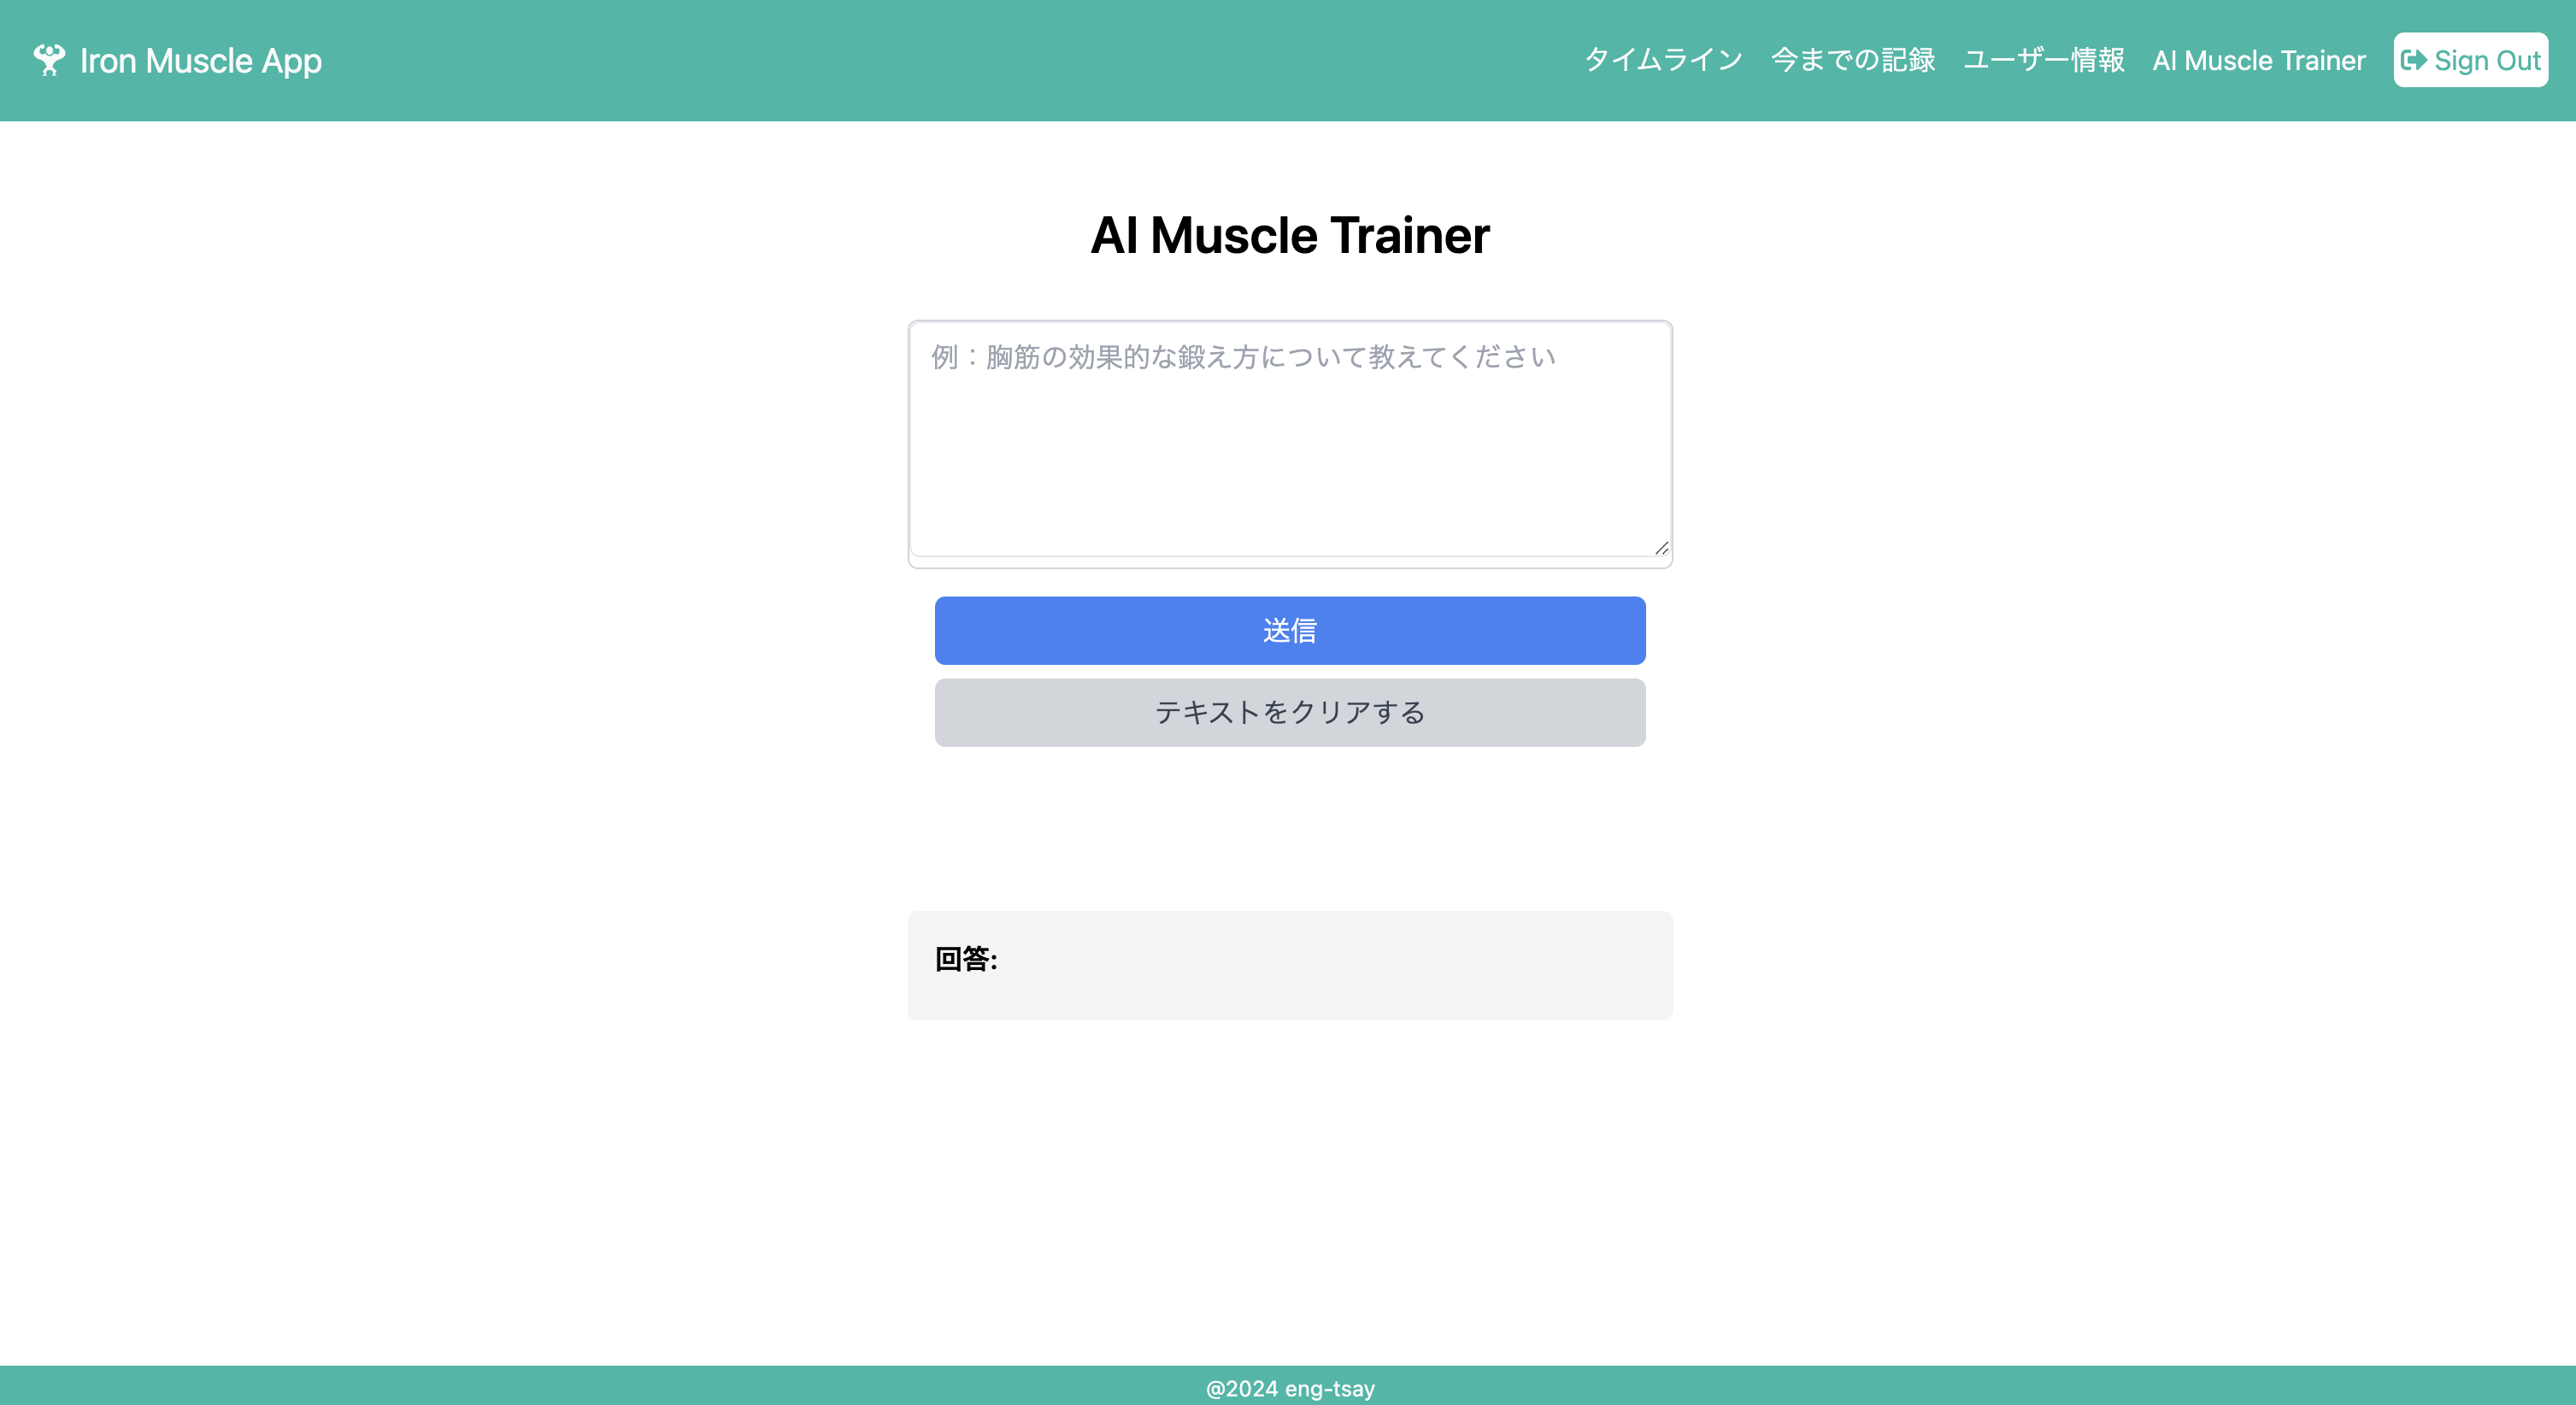 Iron Muscle App
タイムライン 今までの記録 ユーザー情報 AI Muscle Trainer Sign Out
AI Muscle Trainer
例：胸筋の効果的な鍛え方について教えてください
送信
テキストをクリアする
回答:
@2024 eng-tsay